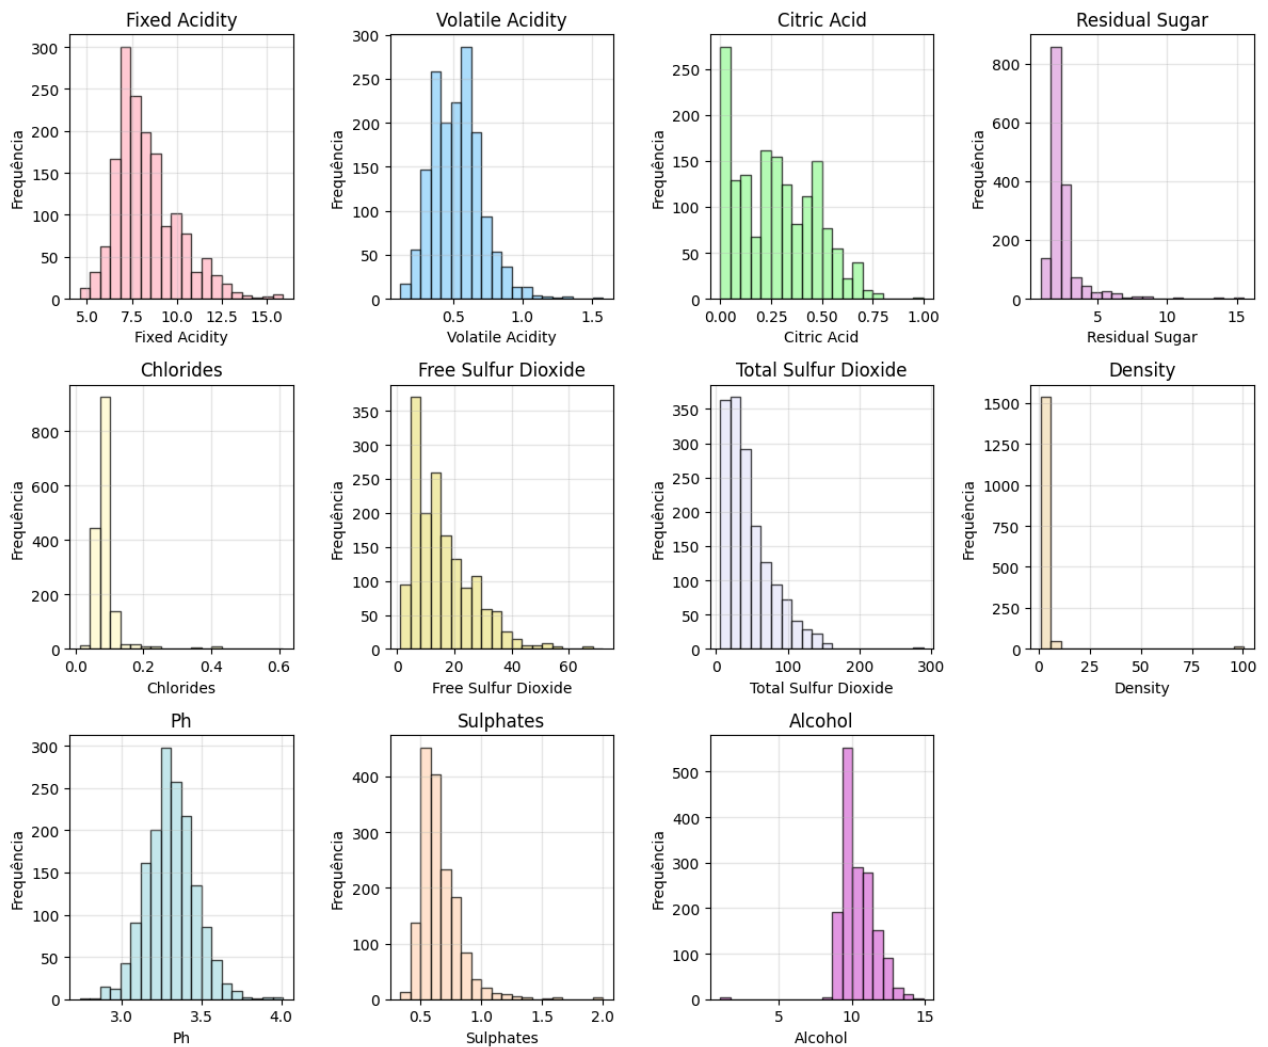 Fixed Acidity
Frequência
300
250
200
150
100
50
0
5.0 7.5 10.0 12.5 15.0
Fixed Acidity
Volatile Acidity
Frequência
300
250
200
150
100
50
0
0.5 1.0 1.5
Volatile Acidity
Citric Acid
Frequência
250
200
150
100
50
0
0.00 0.25 0.50 0.75 1.00
Citric Acid
Residual Sugar
Frequência
800
600
400
200
0
5 10 15
Residual Sugar
Chlorides
Frequência
800
600
400
200
0
0.0 0.2 0.4 0.6
Chlorides
Free Sulfur Dioxide
Frequência
350
300
250
200
150
100
50
0
0 20 40 60
Free Sulfur Dioxide
Total Sulfur Dioxide
Frequência
350
300
250
200
150
100
50
0
0 100 200 300
Total Sulfur Dioxide
Density
Frequência
1500
1250
1000
750
500
250
0
0 25 50 75 100
Density
Ph
Frequência
300
250
200
150
100
50
0
3.0 3.5 4.0
Ph
Sulphates
Frequência
400
300
200
100
0
0.5 1.0 1.5 2.0
Sulphates
Alcohol
Frequência
500
400
300
200
100
0
5 10 15
Alcohol